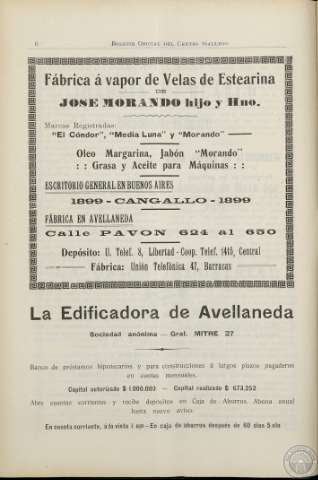 6 BOLETIN OFICIAL DEL CENTRO GALLEGO
Fábrica á vapor de Velas de Estearina
DE
JOSE MORANDO hijo y Hno.
Marcas Registradas:
"El Cóndor", "Media Luna" y "Morando"
Oleo Margarina, Jabón "Morando"
: : Grasa y Aceite para Máquinas : :
ESCRITORIO GENERAL EN BUENOS AIRES
1899 - CANGALLO - 1899
FÁBRICA EN AVELLANEDA
Calle PAVON 624 al 650
Depósito: U. Telef. 8, Libertad - Coop. Telef. 1415, Central
Fábrica: Unión Telefónica 47, Barracas
La Edificadora de Avellaneda
Sociedad anónima - Gral. MITRE 27
Banco de préstamos hipotecarios y para construcciones á largos plazos pagaderos
en cuotas mensuales.
Capital autorizado $ 1.000.000 - Capital realizado $ 673.252
Abre cuentas corrientes y recibe depósitos en Caja de Ahorros. Abona anual
hasta nuevo aviso:
En cuenta corriente, a la vista 1 opo - En caja de ahorros después de 60 días 5 opo